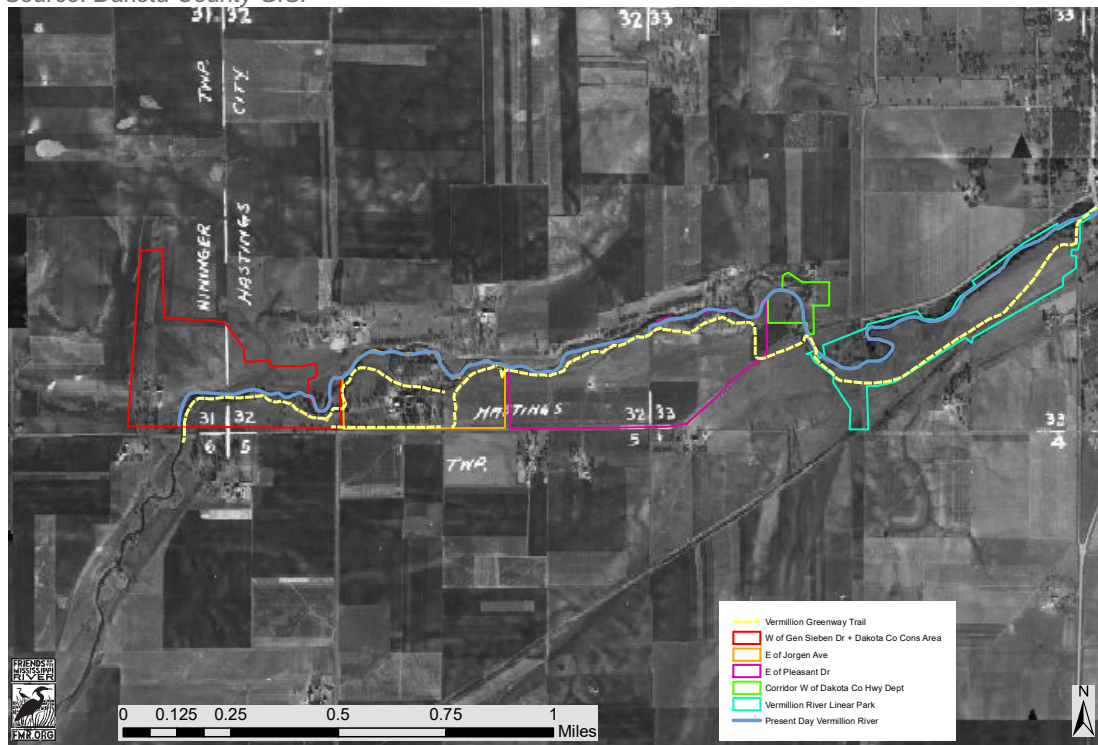 Source: Dakota County GIS.
31 32
32 33
33
TWP.
CITY
NININGER
HASTINGS
31 32
6 5
HASTINGS
TWP.
32 33
5
33
4
Vermillion Greenway Trail
W of Gen Sieben Dr + Dakota Co Cons Area
E of Jorgen Ave
E of Pleasant Dr
Corridor W of Dakota Co Hwy Dept
Vermillion River Linear Park
Present Day Vermillion River
N
FRIENDS of the
MISSISSIPPI
RIVER
FMR.ORG
0 0.125 0.25 0.5 0.75 1
Miles